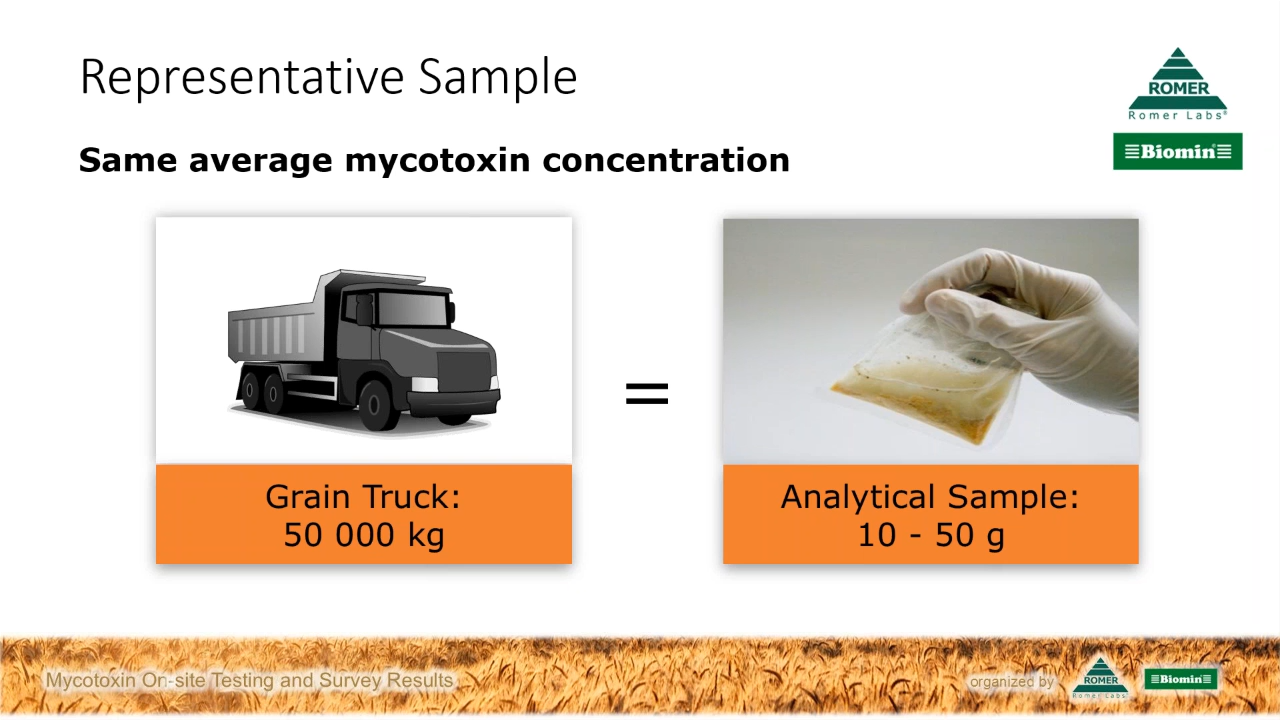 Representative Sample
ROMER
Romer Labs®
Biomin®
Same average mycotoxin concentration
=
Grain Truck:
50 000 kg
Analytical Sample:
10 - 50 g
Mycotoxin On-site Testing and Survey Results
organized by
ROMER
Romer Labs®
Biomin®